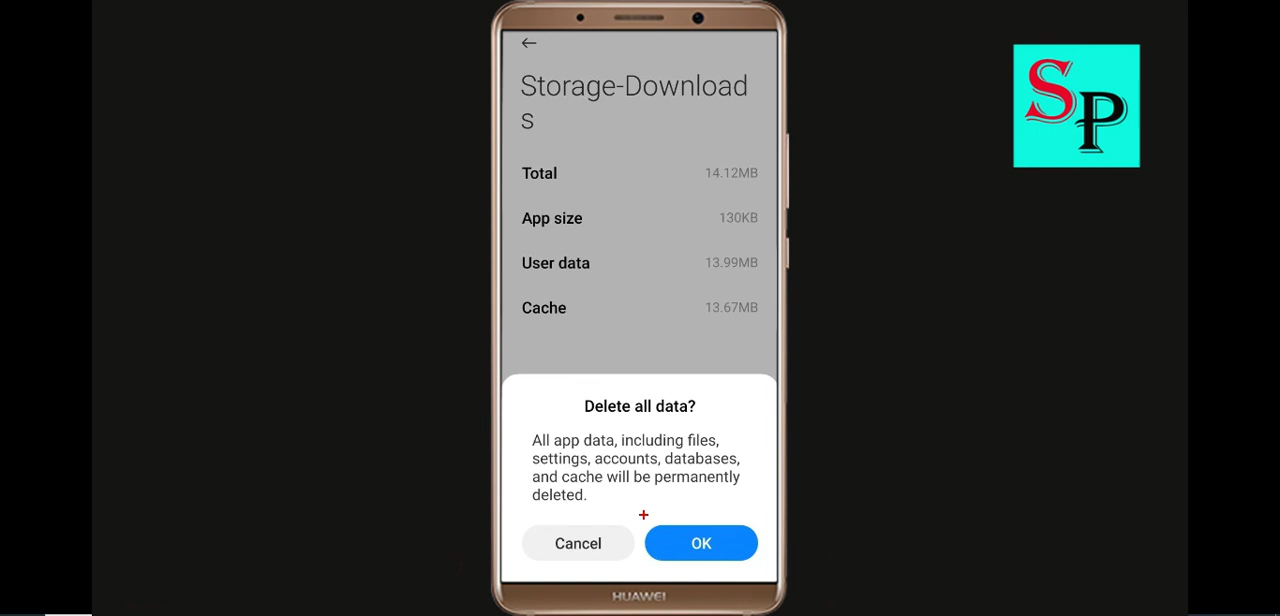 Storage-Download
s
Total 14.12MB
App size 130KB
User data 13.99MB
Cache 13.67MB
Delete all data?
All app data, including files,
settings, accounts, databases,
and cache will be permanently
deleted.
Cancel OK
HUAWEI
SP